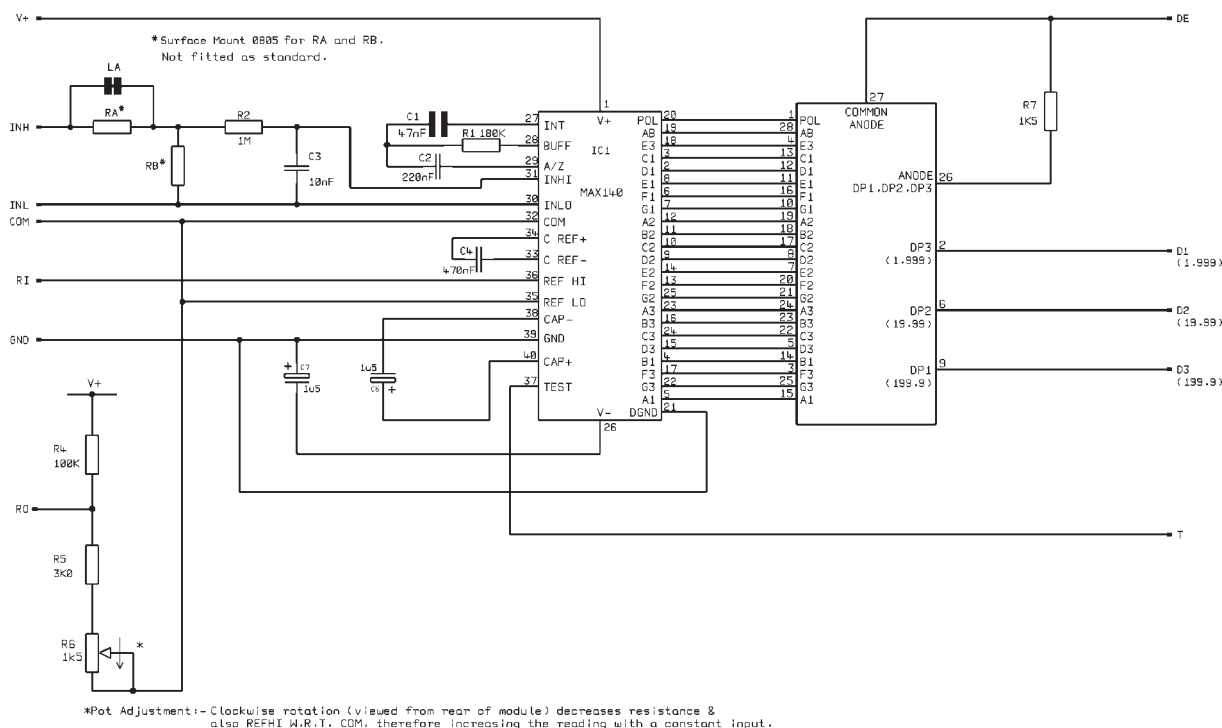 V+
DE
*Surface Mount 0805 for RA and RB.
Not fitted as standard.
LA
RA*
INH
R2
1M
RB*
C3
10nF
INL
COM
RI
GND
C1
47nF
R1 180K
C2
220nF
C4
470nF
1u5
C7
1u5
C6
1
V+
IC1
MAX140
27 INT
28 BUFF
29 A/Z
31 INHI
30 INLO
32 COM
34 C REF+
33 C REF-
36 REF HI
35 REF LO
38 CAP-
39 GND
40 CAP+
37 TEST
V-
26
POL 20
AB 19
E3 18
C1 3
D1 2
E1 8
F1 6
G1 7
A2 12
B2 11
C2 10
D2 9
E2 14
F2 13
G2 25
A3 23
B3 16
C3 24
D3 15
B1 4
F3 17
G3 22
A1 5
DGND 21
27
COMMON
ANODE
1 POL
28 AB
4 E3
13 C1
12 D1
11 E1
16 F1
10 G1
19 A2
18 B2
17 C2
8 D2
7 E2
20 F2
21 G2
24 A3
23 B3
22 C3
5 D3
14 B1
3 F3
25 G3
15 A1
ANODE 26
DP1,DP2,DP3
DP3 2
(1.999)
DP2 6
(19.99)
DP1 9
(199.9)
R7
1K5
D1
(1.999)
D2
(19.99)
D3
(199.9)
T
V+
R4
100K
RO
R5
3K0
R6
1k5
*
*Pot Adjustment:- Clockwise rotation (viewed from rear of module) decreases resistance &
also REFHI W.R.T. COM, therefore increasing the reading with a constant input.